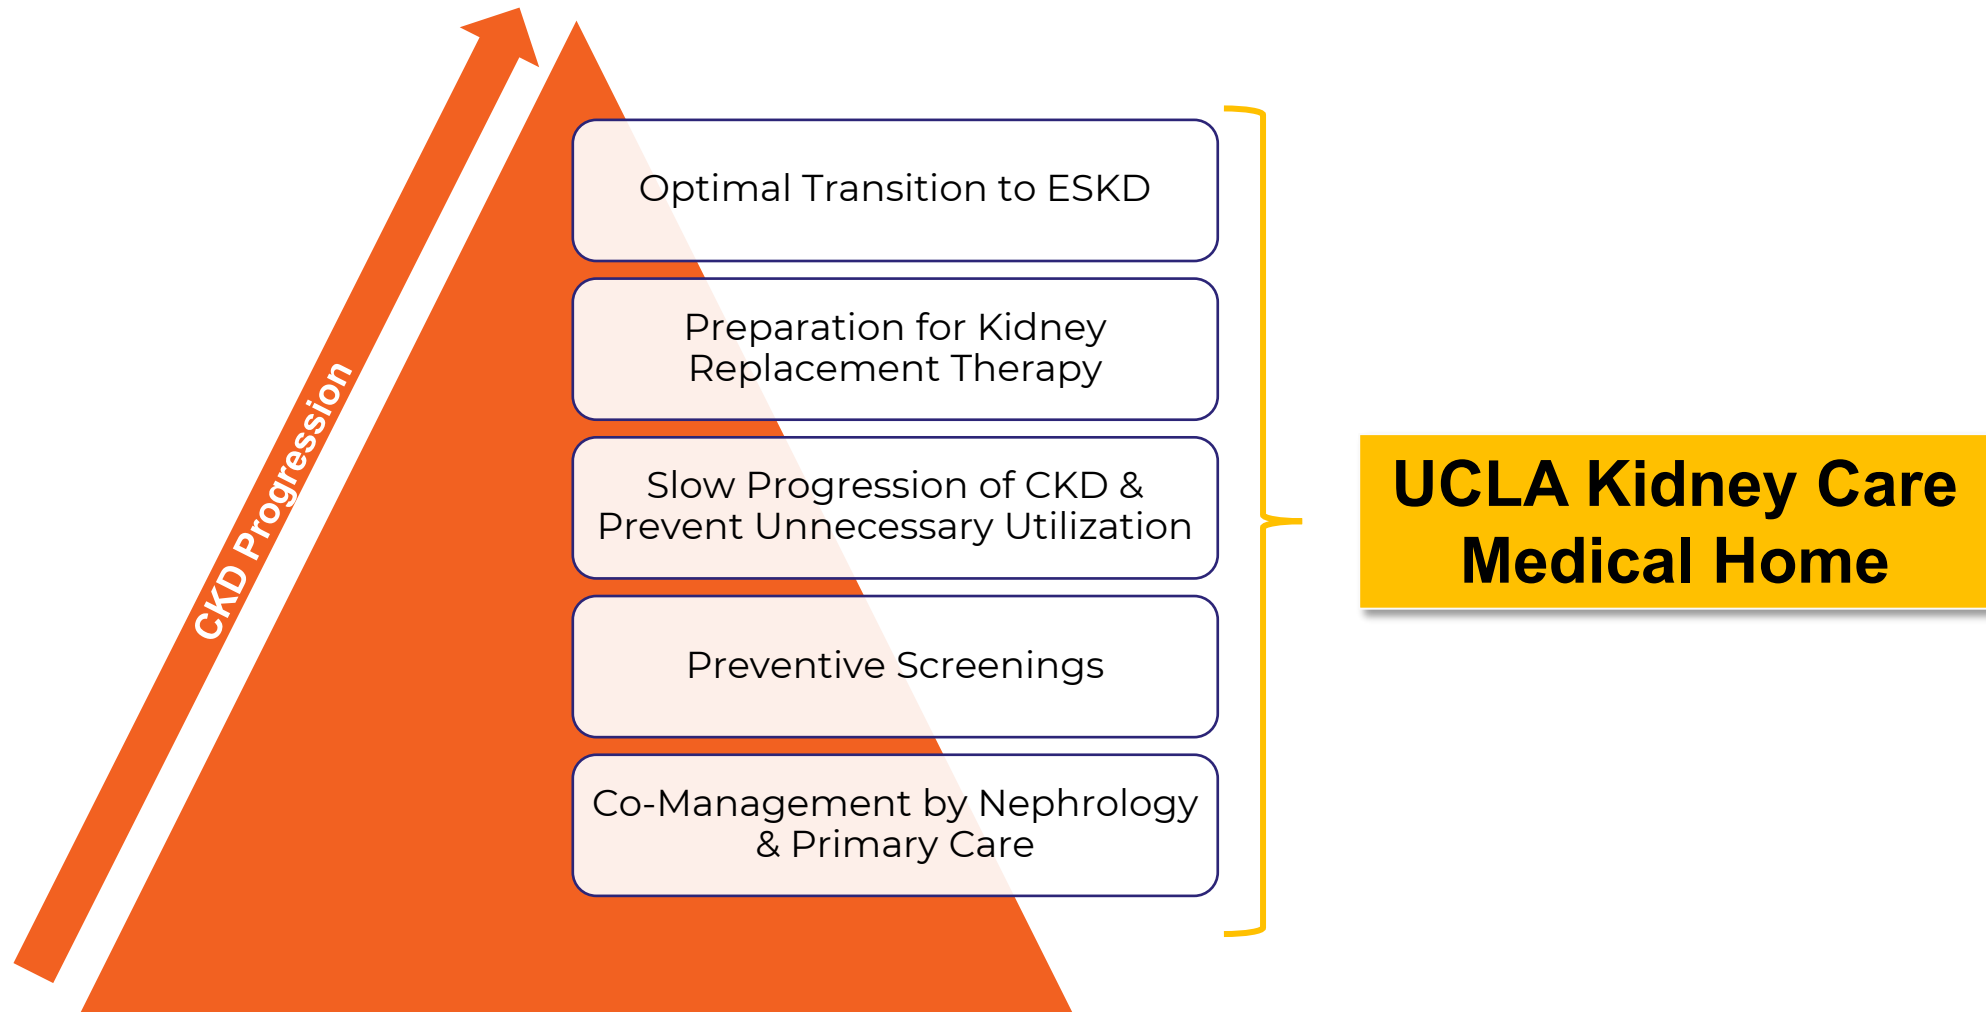 CKD Progression
Optimal Transition to ESKD
Preparation for Kidney
Replacement Therapy
Slow Progression of CKD &
Prevent Unnecessary Utilization
Preventive Screenings
Co-Management by Nephrology
& Primary Care
UCLA Kidney Care
Medical Home